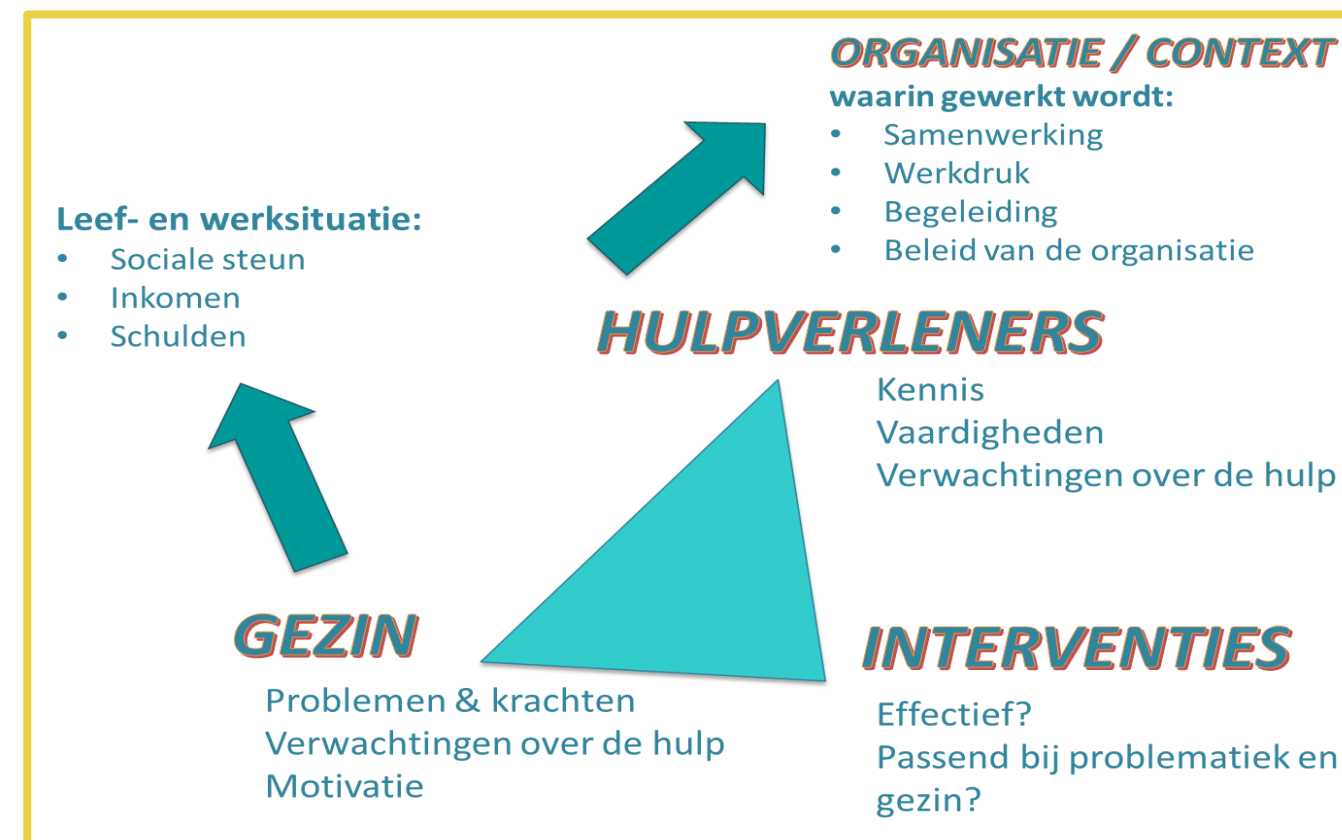 ORGANISATIE / CONTEXT
waarin gewerkt wordt:
• Samenwerking
• Werkdruk
• Begeleiding
• Beleid van de organisatie
Leef- en werksituatie:
• Sociale steun
• Inkomen
• Schulden
HULPVERLENERS
Kennis
Vaardigheden
Verwachtingen over de hulp
GEZIN
Problemen & krachten
Verwachtingen over de hulp
Motivatie
INTERVENTIES
Effectief?
Passend bij problematiek en
gezin?